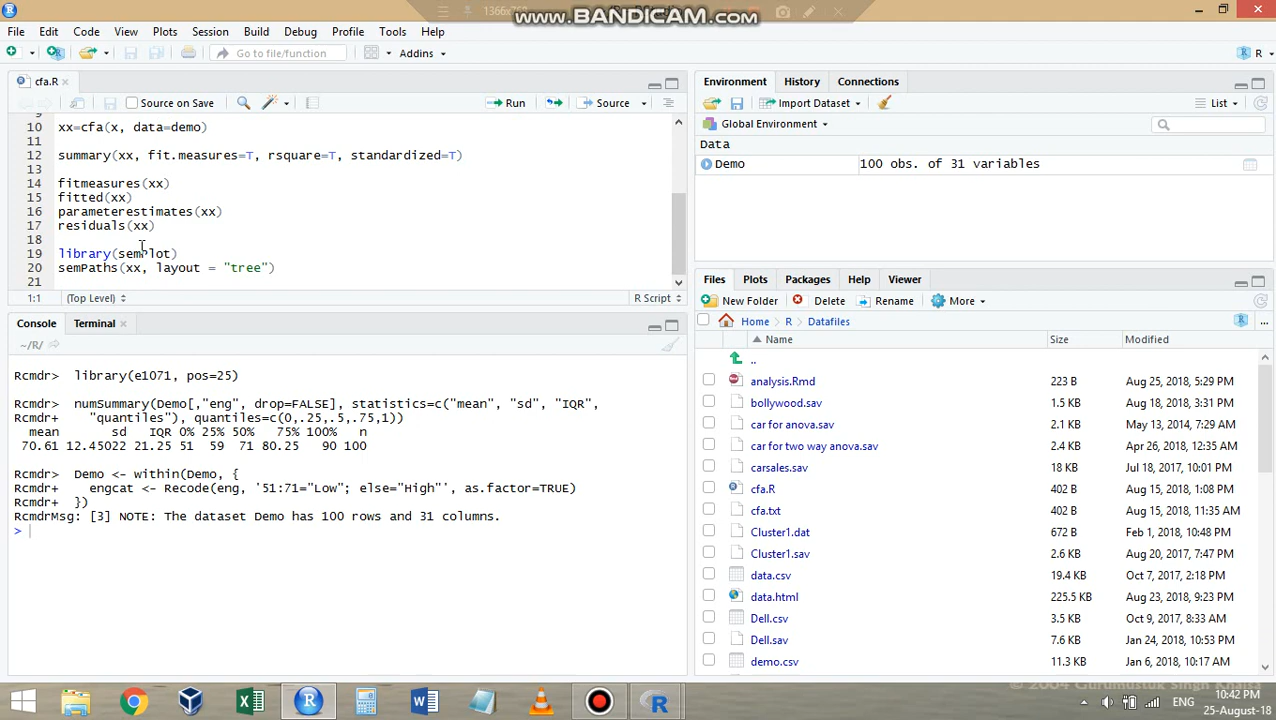 1366x768
www.BANDICAM.com
File Edit Code View Plots Session Build Debug Profile Tools Help
Go to file/function
Addins
R
cfa.R
Source on Save
Run
Source
9
10 xx=cfa(x, data=demo)
11
12 summary(xx, fit.measures=T, rsquare=T, standardized=T)
13
14 fitmeasures(xx)
15 fitted(xx)
16 parameterestimates(xx)
17 residuals(xx)
18
19 library(semPlot)
20 semPaths(xx, layout = "tree")
21
1:1 (Top Level) R Script
Console Terminal
~/R/
Rcmdr> library(e1071, pos=25)
Rcmdr> numSummary(Demo[,"eng", drop=FALSE], statistics=c("mean", "sd", "IQR",
Rcmdr+ "quantiles"), quantiles=c(0,.25,.5,.75,1))
mean sd IQR 0% 25% 50% 75% 100% n
70.61 12.45022 21.25 51 59 71 80.25 90 100
Rcmdr> Demo <- within(Demo, {
Rcmdr+ engcat <- Recode(eng, '51:71="Low"; else="High"', as.factor=TRUE)
Rcmdr+ })
RcmdrMsg: [3] NOTE: The dataset Demo has 100 rows and 31 columns.
>
Environment History Connections
Import Dataset
List
Global Environment
Data
Demo 100 obs. of 31 variables
Files Plots Packages Help Viewer
New Folder Delete Rename More
Home R Datafiles
Name Size Modified
..
analysis.Rmd 223 B Aug 25, 2018, 5:29 PM
bollywood.sav 1.5 KB Aug 18, 2018, 3:31 PM
car for anova.sav 2.1 KB May 13, 2014, 7:29 AM
car for two way anova.sav 2.4 KB Apr 26, 2018, 12:35 AM
carsales.sav 18 KB Jul 18, 2017, 10:01 PM
cfa.R 402 B Aug 25, 2018, 1:08 PM
cfa.txt 402 B Aug 25, 2018, 11:35 AM
Cluster1.dat 672 B Feb 1, 2018, 10:48 PM
Cluster1.sav 2.6 KB Aug 20, 2017, 7:47 PM
data.csv 19.4 KB Oct 7, 2017, 2:18 PM
data.html 225.5 KB Aug 23, 2018, 9:23 PM
Dell.csv 3.5 KB Oct 9, 2017, 8:33 AM
Dell.sav 7.6 KB Jan 24, 2018, 10:53 PM
demo.csv 11.3 KB Jan 6, 2018, 10:17 AM
© 2004 Gurumustuk Singh Khalsa
ENG
10:42 PM
25-August-18